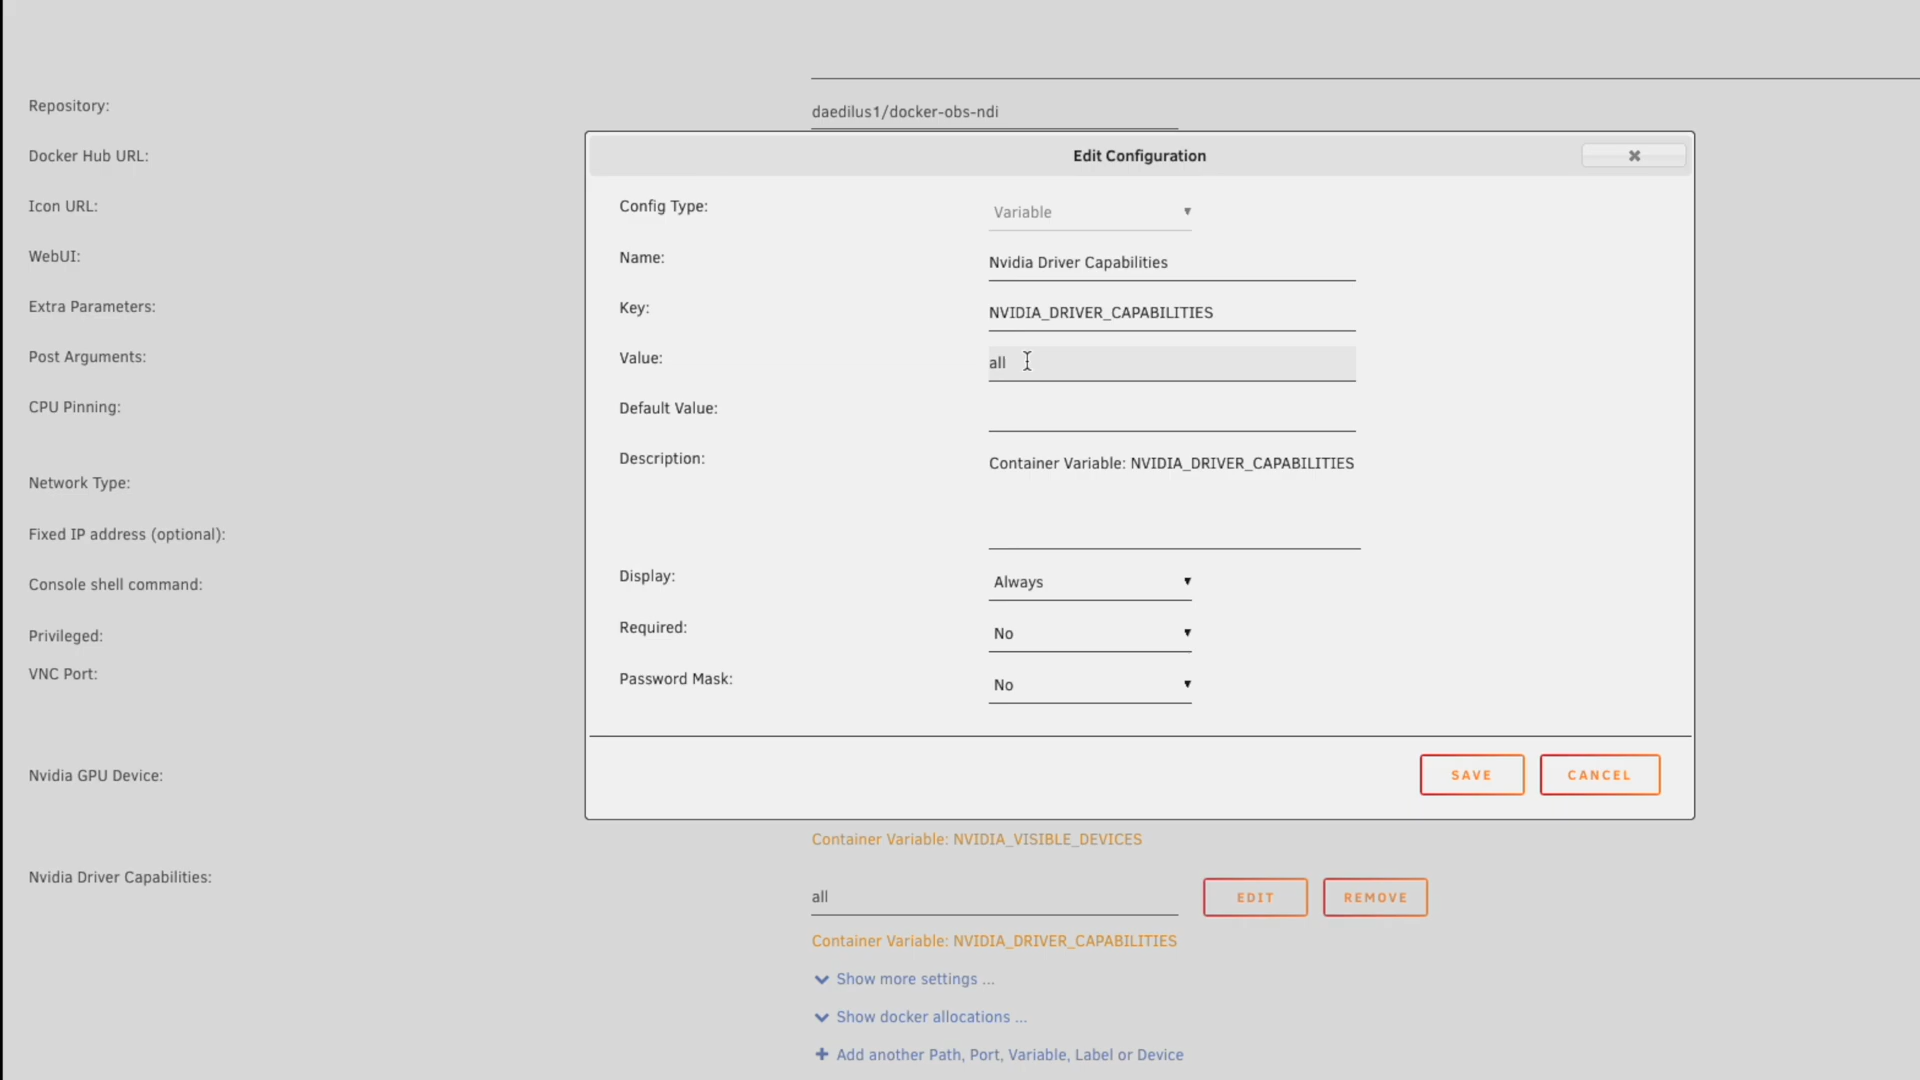 Repository:
daedilus1/docker-obs-ndi
Docker Hub URL:
Icon URL:
WebUI:
Extra Parameters:
Post Arguments:
CPU Pinning:
Network Type:
Fixed IP address (optional):
Console shell command:
Privileged:
VNC Port:
Nvidia GPU Device:
Edit Configuration
Config Type:
Variable
Name:
Nvidia Driver Capabilities
Key:
NVIDIA_DRIVER_CAPABILITIES
Value:
all
Default Value:
Description:
Container Variable: NVIDIA_DRIVER_CAPABILITIES
Display:
Always
Required:
No
Password Mask:
No
SAVE
CANCEL
Container Variable: NVIDIA_VISIBLE_DEVICES
Nvidia Driver Capabilities:
all
EDIT
REMOVE
Container Variable: NVIDIA_DRIVER_CAPABILITIES
Show more settings ...
Show docker allocations ...
Add another Path, Port, Variable, Label or Device